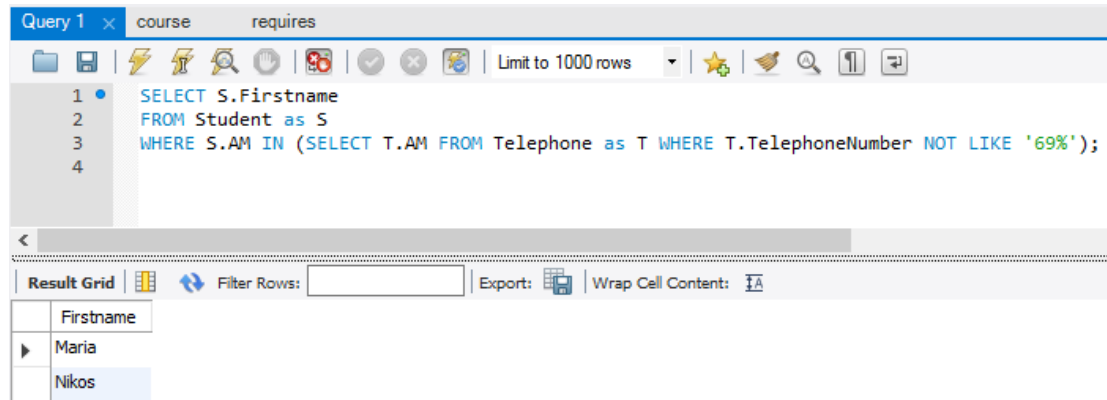 Query 1 × course requires
Limit to 1000 rows
1 SELECT S.Firstname
2 FROM Student as S
3 WHERE S.AM IN (SELECT T.AM FROM Telephone as T WHERE T.TelephoneNumber NOT LIKE '69%');
4
Result Grid Filter Rows: Export: Wrap Cell Content: IA
Firstname
Maria
Nikos